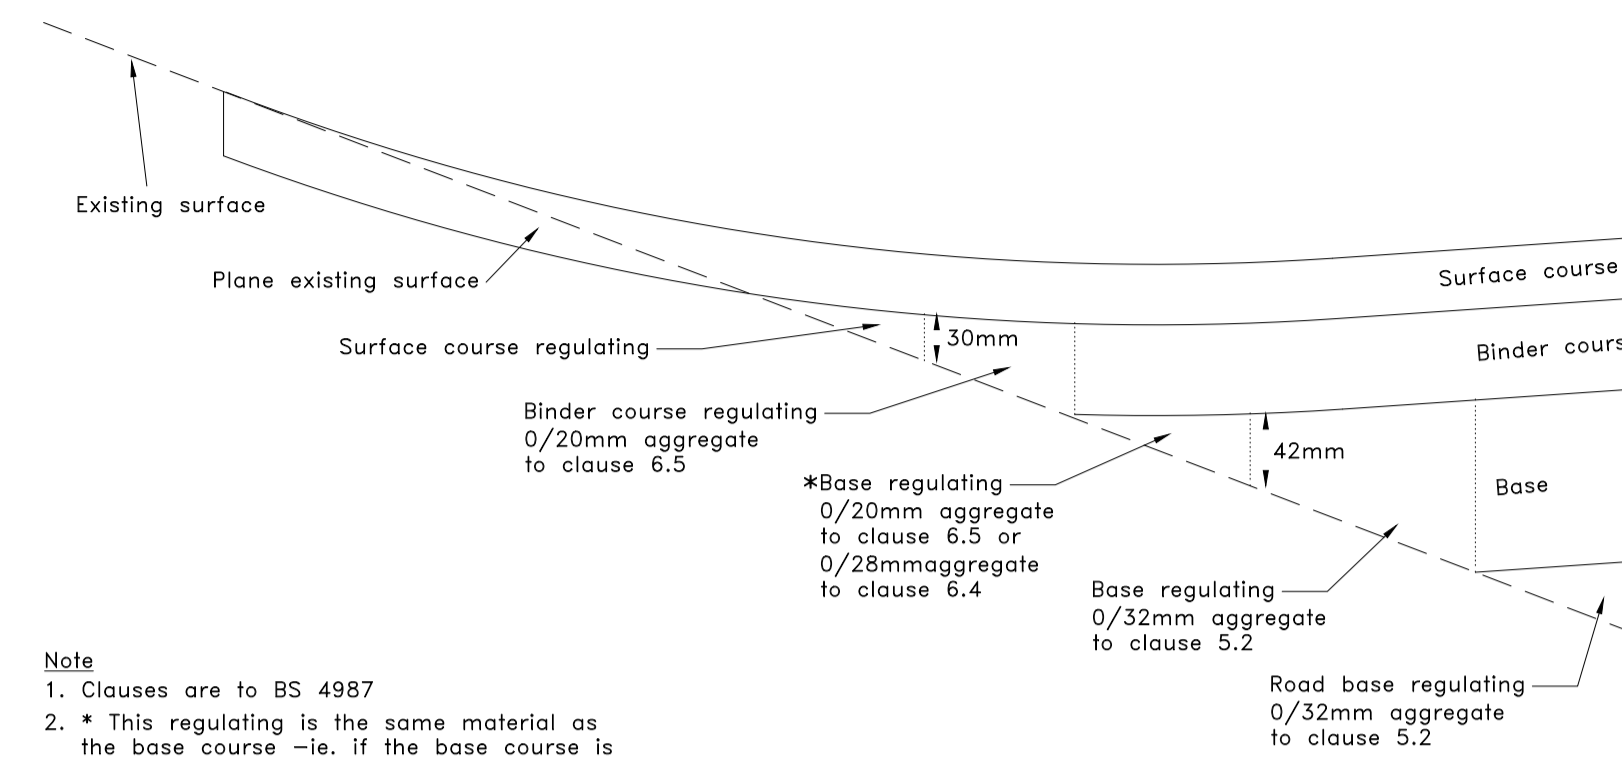 Existing surface
Plane existing surface
Surface course
30mm
Surface course regulating
Binder
Binder course regulating
0/20mm aggregate
to clause 6.5
42mm
*Base regulating
0/20mm aggregate
to clause 6.5 or
0/28mmaggregate
to clause 6.4
Base
Base regulating
0/32mm aggregate
to clause 5.2
Road base regulating
0/32mm aggregate
to clause 5.2
Note
1. Clauses are to BS 4987
2. * This regulating is the same material as
the base course -ie. if the base course is